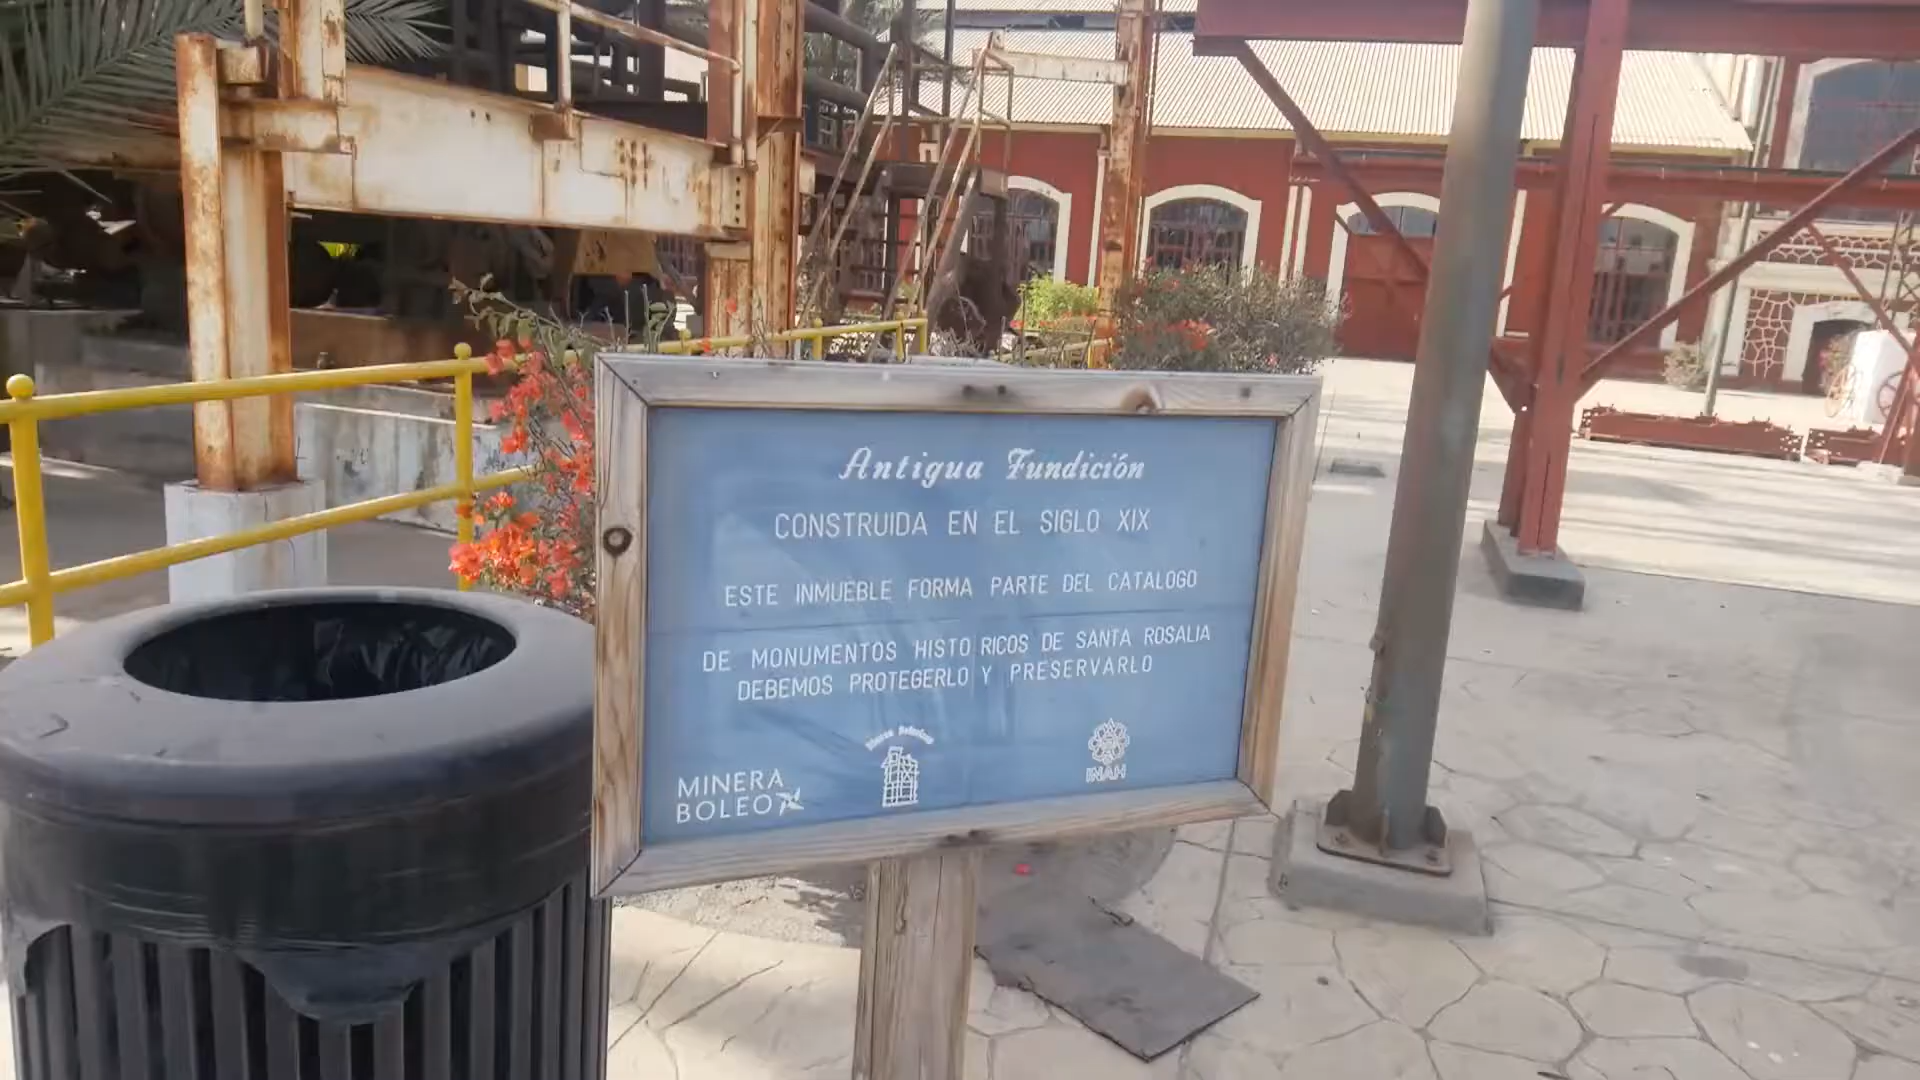 Antigua Fundición
CONSTRUIDA EN EL SIGLO XIX
ESTE INMUEBLE FORMA PARTE DEL CATALOGO
DE MONUMENTOS HISTO RICOS DE SANTA ROSALIA
DEBEMOS PROTEGERLO Y PRESERVARLO
MINERA
BOLEO
INAH